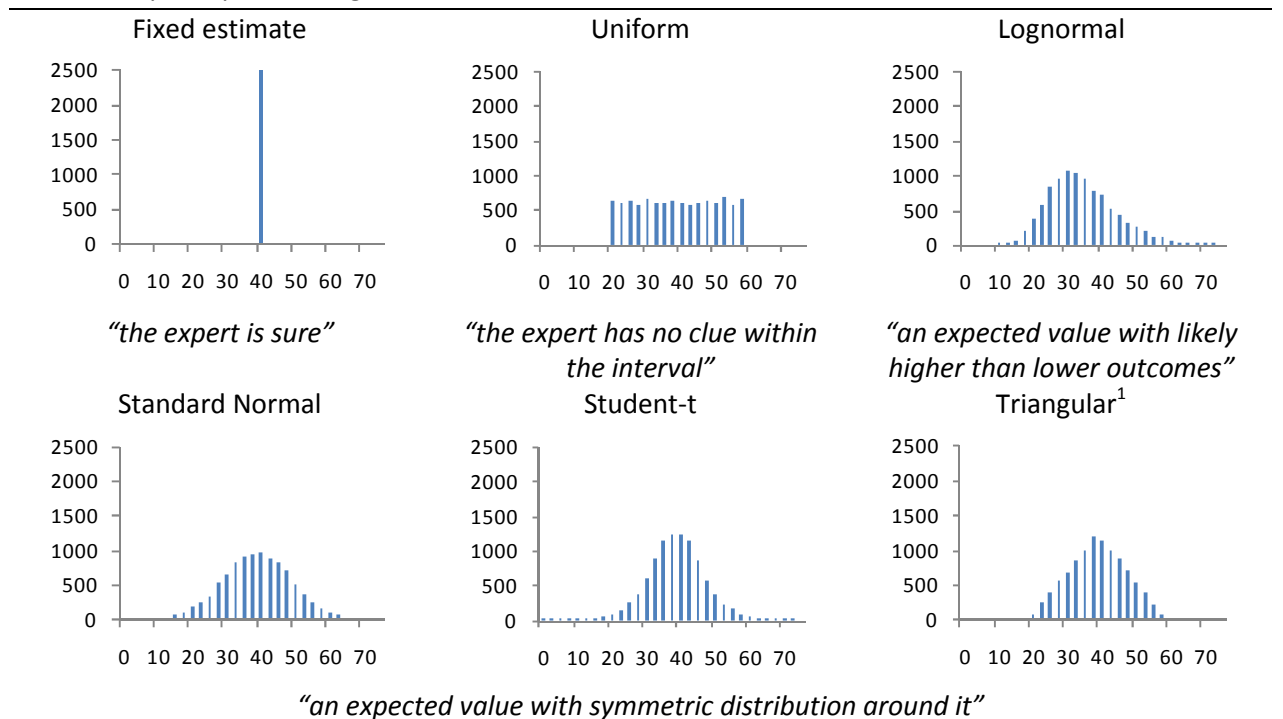 Fixed estimate
Uniform
Lognormal
2500
2000
1500
1000
500
0
0 10 20 30 40 50 60 70
2500
2000
1500
1000
500
0
0 10 20 30 40 50 60 70
2500
2000
1500
1000
500
0
0 10 20 30 40 50 60 70
“the expert is sure”
“the expert has no clue within
the interval”
“an expected value with likely
higher than lower outcomes”
Standard Normal
Student-t
Triangular1
2500
2000
1500
1000
500
0
0 10 20 30 40 50 60 70
2500
2000
1500
1000
500
0
0 10 20 30 40 50 60 70
2500
2000
1500
1000
500
0
0 10 20 30 40 50 60 70
“an expected value with symmetric distribution around it”